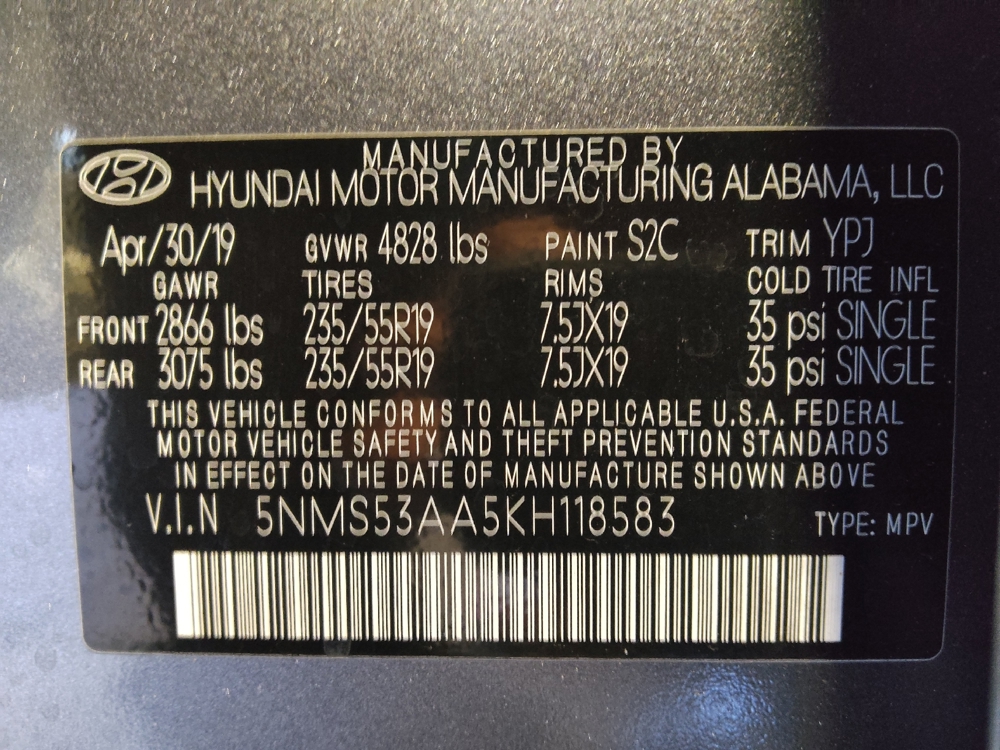 MANUFACTURED BY
HYUNDAI MOTOR MANUFACTURING ALABAMA, LLC
Apr/30/19 GVWR 4828 lbs PAINT S2C TRIM YPJ
GAWR TIRES RIMS COLD TIRE INFL
FRONT 2866 lbs 235/55R19 7.5JX19 35 psi SINGLE
REAR 3075 lbs 235/55R19 7.5JX19 35 psi SINGLE
THIS VEHICLE CONFORMS TO ALL APPLICABLE U.S.A. FEDERAL
MOTOR VEHICLE SAFETY AND THEFT PREVENTION STANDARDS
IN EFFECT ON THE DATE OF MANUFACTURE SHOWN ABOVE
V.I.N 5NMS53AA5KH118583 TYPE: MPV